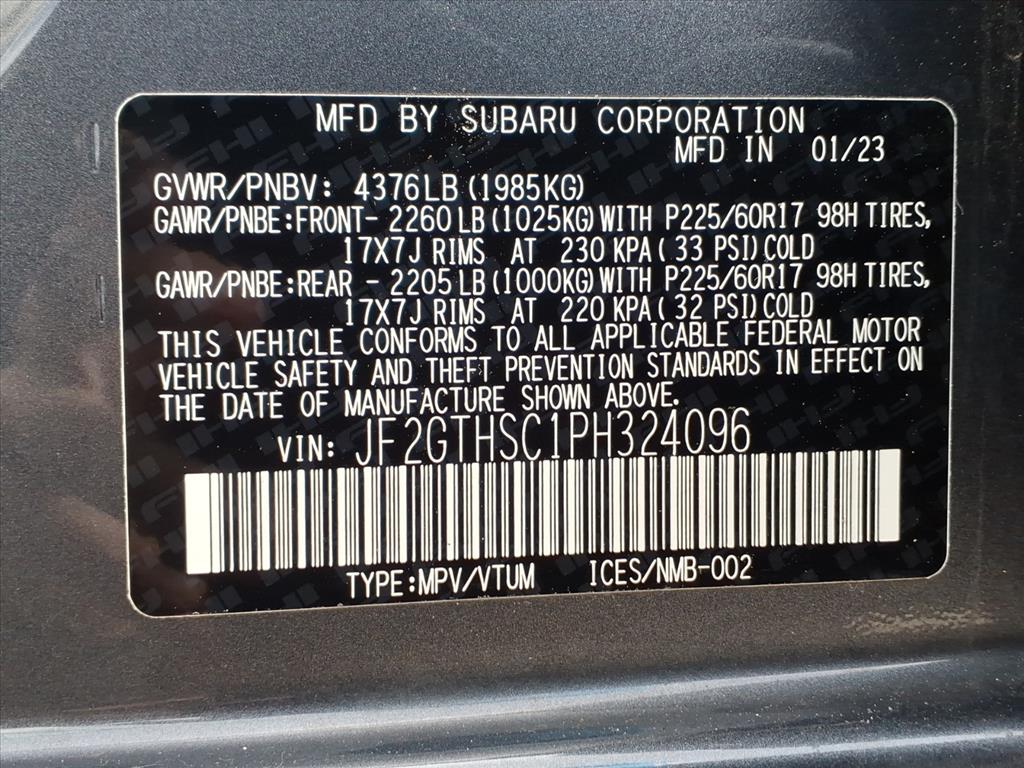 MFD BY SUBARU CORPORATION
MFD IN 01/23
GVWR/PNBV: 4376LB (1985KG)
GAWR/PNBE:FRONT- 2260 LB (1025KG) WITH P225/60R17 98H TIRES,
17X7J RIMS AT 230 KPA( 33 PSI) COLD
GAWR/PNBE:REAR - 2205 LB (1000KG) WITH P225/60R17 98H TIRES,
17X7J RIMS AT 220 KPA( 32 PSI) COLD
THIS VEHICLE CONFORMS TO ALL APPLICABLE FEDERAL MOTOR
VEHICLE SAFETY AND THEFT PREVENTION STANDARDS IN EFFECT ON
THE DATE OF MANUFACTURE SHOWN ABOVE.
VIN: JF2GTHSC1PH324096
TYPE:MPV/VTUM ICES/NMB-002